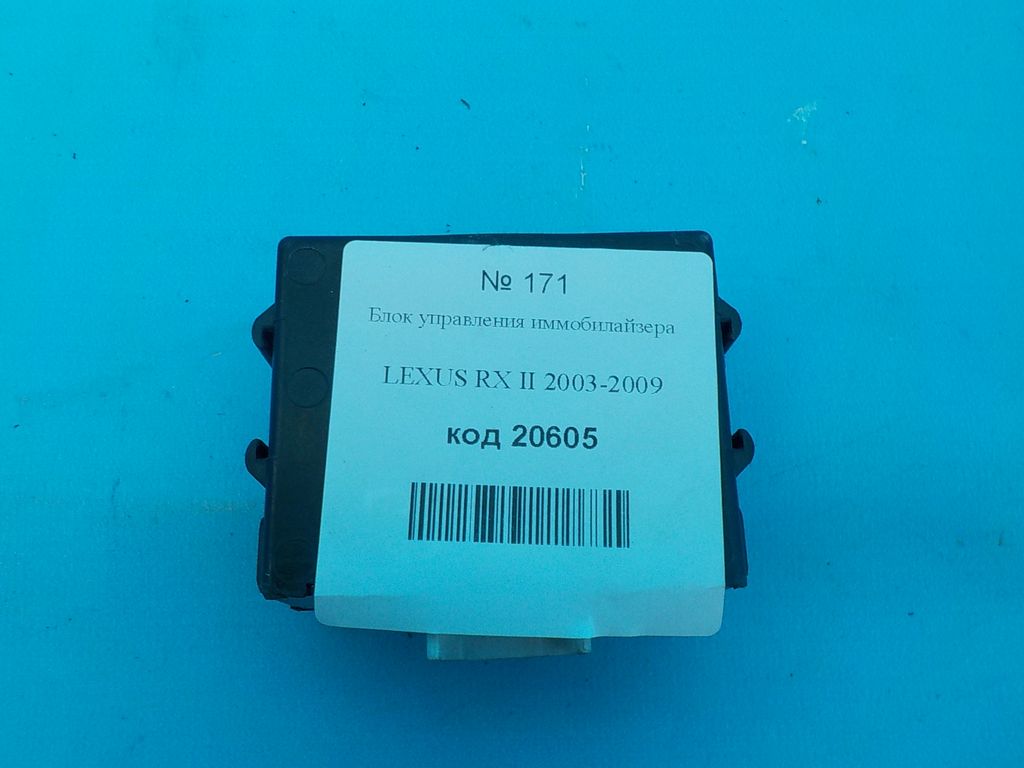 № 171
Блок управления иммобилайзера
LEXUS RX II 2003-2009
код 20605